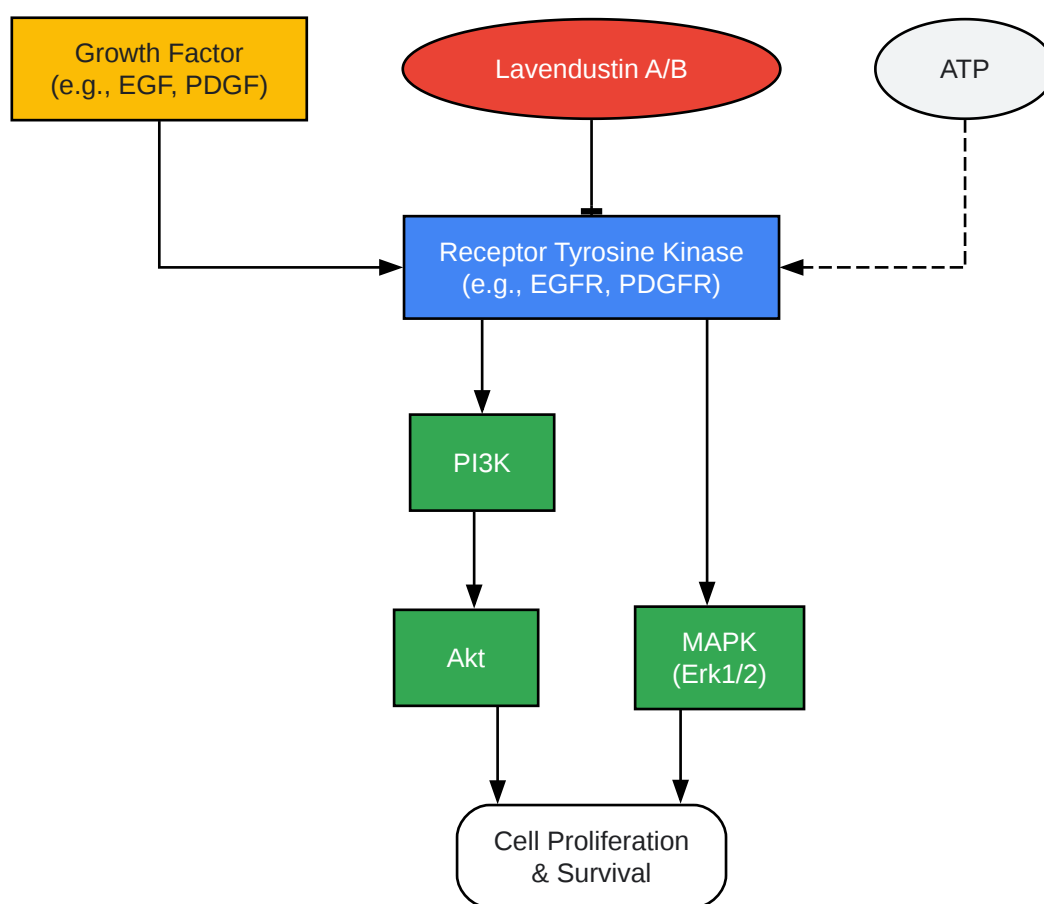 Growth Factor
(e.g., EGF, PDGF)
Lavendustin A/B
ATP
Receptor Tyrosine Kinase
(e.g., EGFR, PDGFR)
PI3K
Akt
MAPK
(Erk1/2)
Cell Proliferation
& Survival